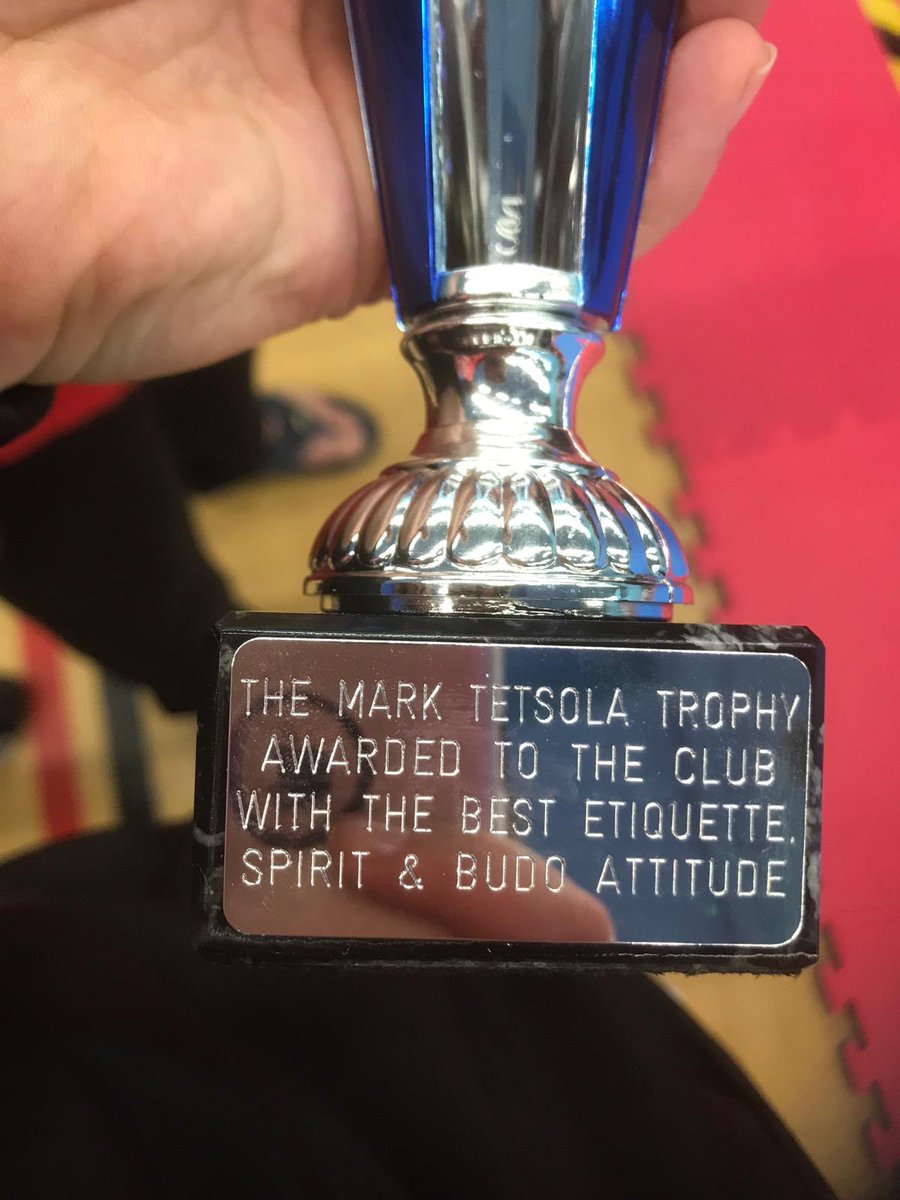 THE MARK TETSOLA TROPHY
AWARDED TO THE CLUB
WITH THE BEST ETIQUETTE.
SPIRIT & BUDO ATTITUDE